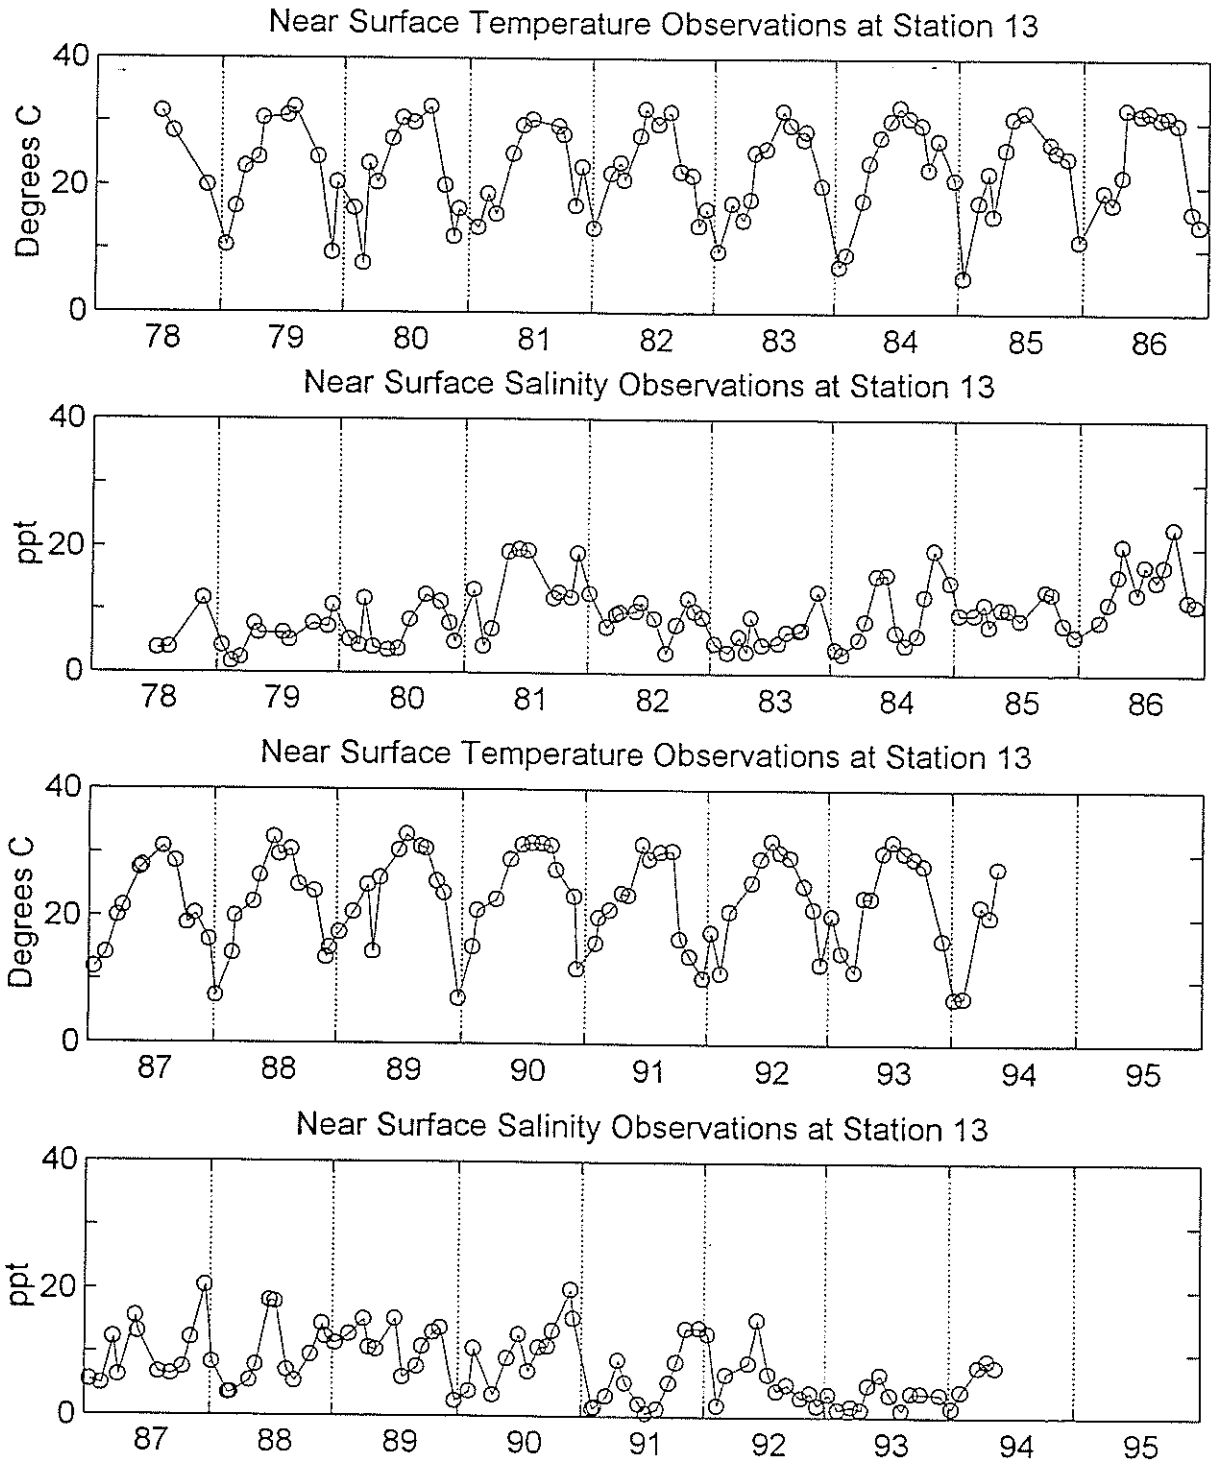 Near Surface Temperature Observations at Station 13
40
20
0
Degrees C
78 79 80 81 82 83 84 85 86
Near Surface Salinity Observations at Station 13
40
20
0
ppt
78 79 80 81 82 83 84 85 86
Near Surface Temperature Observations at Station 13
40
20
0
Degrees C
87 88 89 90 91 92 93 94 95
Near Surface Salinity Observations at Station 13
40
20
0
ppt
87 88 89 90 91 92 93 94 95